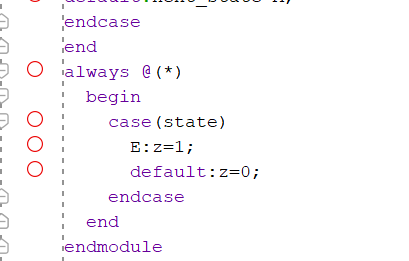 endcase
end
always @(*)
begin
case(state)
E:z=1;
default:z=0;
endcase
end
endmodule